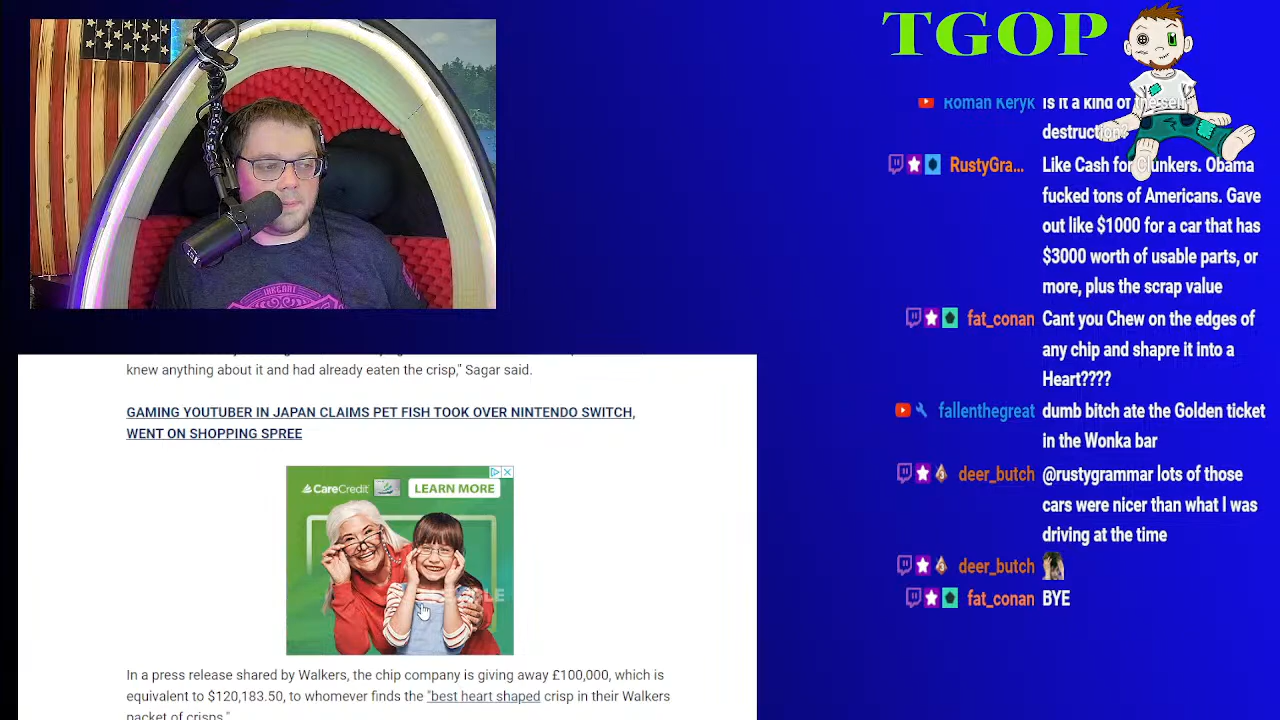 TGOP
Roman Keryk Is it a kind of the self
destruction?
RustyGra... Like Cash for Clunkers. Obama
fucked tons of Americans. Gave
out like $1000 for a car that has
$3000 worth of usable parts, or
more, plus the scrap value
fat_conan Cant you Chew on the edges of
any chip and shapre it into a
Heart????
fallenthegreat dumb bitch ate the Golden ticket
in the Wonka bar
deer_butch @rustygrammar lots of those
cars were nicer than what I was
driving at the time
deer_butch
fat_conan BYE
INKCART
knew anything about it and had already eaten the crisp," Sagar said.
GAMING YOUTUBER IN JAPAN CLAIMS PET FISH TOOK OVER NINTENDO SWITCH,
WENT ON SHOPPING SPREE
CareCredit LEARN MORE
In a press release shared by Walkers, the chip company is giving away £100,000, which is
equivalent to $120,183.50, to whomever finds the "best heart shaped crisp in their Walkers
packet of crisps."